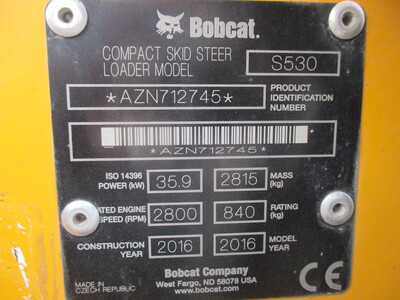 Bobcat.
COMPACT SKID STEER
LOADER MODEL
S530
*AZN712745*
PRODUCT
IDENTIFICATION
NUMBER
*AZN712745*
ISO 14396
POWER (kW)
35.9
2815
MASS
(kg)
RATED ENGINE
SPEED (RPM)
2800
840
RATING
(kg)
CONSTRUCTION
YEAR
2016
2016
MODEL
YEAR
MADE IN
CZECH REPUBLIC
Bobcat Company
West Fargo, ND 58078 USA
www.bobcat.com
CE